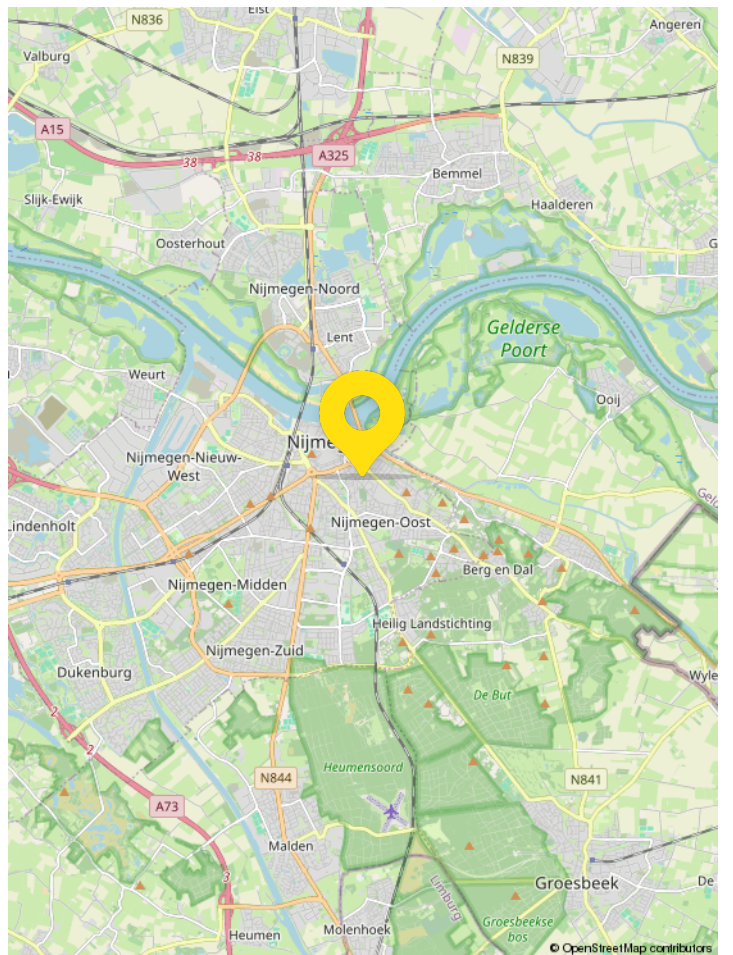 Elst
N836
Angeren
Valburg
N839
A15
38
38
A325
Bemmel
Slijk-Ewijk
Haalderen
Oosterhout
G
Nijmegen-Noord
Gelderse
Poort
Lent
Weurt
Ooij
Nijme
Nijmegen-Nieuw-
West
Geld
Lindenholt
Nijmegen-Oost
Berg en Dal
Nijmegen-Midden
Heilig Landstichting
Nijmegen-Zuid
Dukenburg
Wyle
De But
2
2
Heumensoord
N844
N841
A73
Malden
3
Groesbeek
De
Limburg
Groesbeekse
bos
Heumen
Molenhoek
© OpenStreetMap contributors